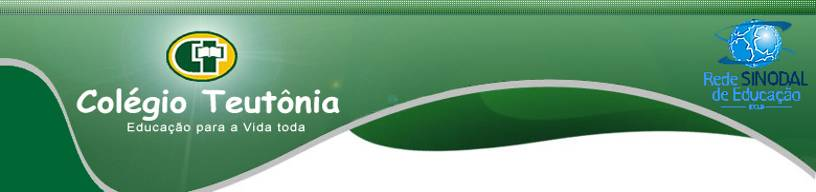 Colégio Teutônia
Educação para a Vida toda
Rede SINODAL
de Educação